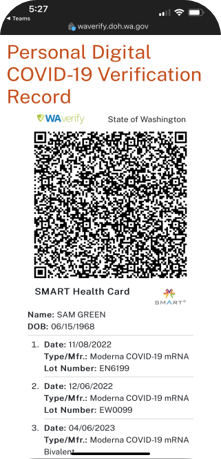 5:27
Teams
waverify.doh.wa.gov
Personal Digital
COVID-19 Verification
Record
WAverify
State of Washington
SMART Health Card
SMART®
Name: SAM GREEN
DOB: 06/15/1968
1. Date: 11/08/2022
Type/Mfr.: Moderna COVID-19 mRNA
Lot Number: EN6199
2. Date: 12/06/2022
Type/Mfr.: Moderna COVID-19 mRNA
Lot Number: EW0099
3. Date: 04/06/2023
Type/Mfr.: Moderna COVID-19 mRNA
Bivalent